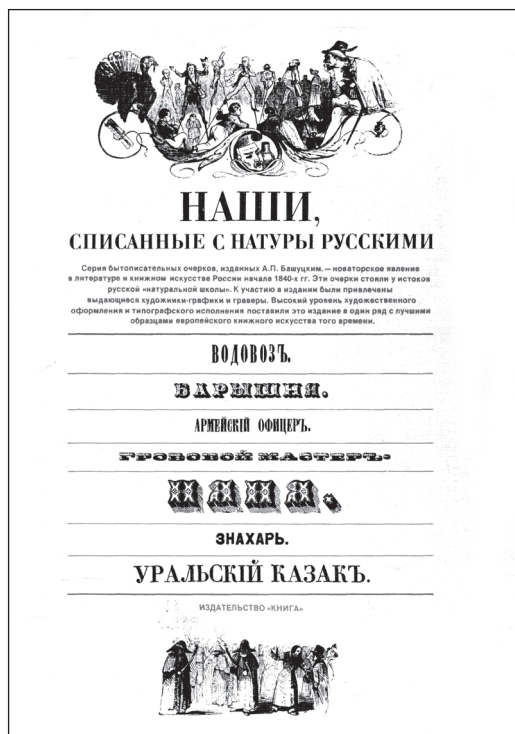 НАШИ,
СПИСАННЫЕ С НАТУРЫ РУССКИМИ
Серия бытописательных очерков, изданных А.П. Башуцким. — новаторское явление
в литературе и книжном искусстве России начала 1840-х гг. Эти очерки стояли у истоков
русской «натуральной школы». К участию в издании были привлечены
выдающиеся художники-графики и граверы. Высокий уровень художественного
оформления и типографского исполнения поставили это издание в один ряд с лучшими
образцами европейского книжного искусства того времени.
ВОДОВОЗЪ.
БАРЫШНЯ.
АРМЕЙСКІЙ ОФИЦЕРЪ.
ГРОБОВОЙ МАСТЕРЪ.
НЯНЯ.
ЗНАХАРЬ.
УРАЛЬСКІЙ КАЗАКЪ.
ИЗДАТЕЛЬСТВО «КНИГА»